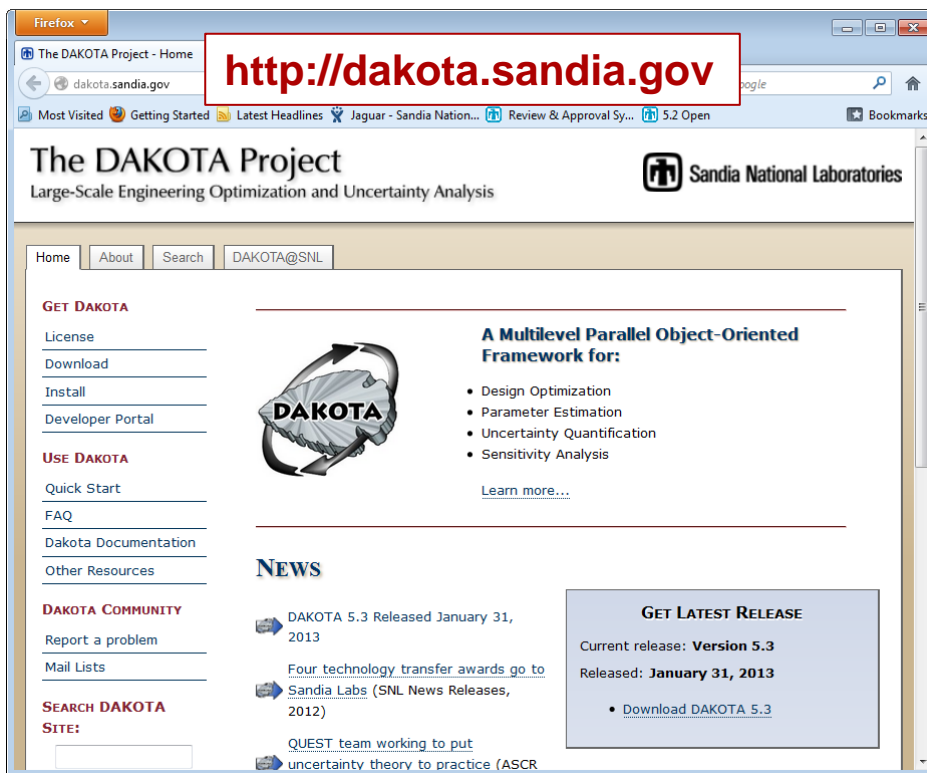 Firefox
The DAKOTA Project - Home
http://dakota.sandia.gov
dakota.sandia.gov
Most Visited Getting Started Latest Headlines Jaguar - Sandia Nation... Review & Approval Sy... 5.2 Open Bookmarks
The DAKOTA Project
Large-Scale Engineering Optimization and Uncertainty Analysis
Sandia National Laboratories
Home About Search DAKOTA@SNL
GET DAKOTA
License
Download
Install
Developer Portal
USE DAKOTA
Quick Start
FAQ
Dakota Documentation
Other Resources
DAKOTA COMMUNITY
Report a problem
Mail Lists
SEARCH DAKOTA
SITE:
DAKOTA
A Multilevel Parallel Object-Oriented
Framework for:
• Design Optimization
• Parameter Estimation
• Uncertainty Quantification
• Sensitivity Analysis
Learn more...
NEWS
DAKOTA 5.3 Released January 31,
2013
Four technology transfer awards go to
Sandia Labs (SNL News Releases,
2012)
QUEST team working to put
uncertainty theory to practice (ASCR
GET LATEST RELEASE
Current release: Version 5.3
Released: January 31, 2013
• Download DAKOTA 5.3